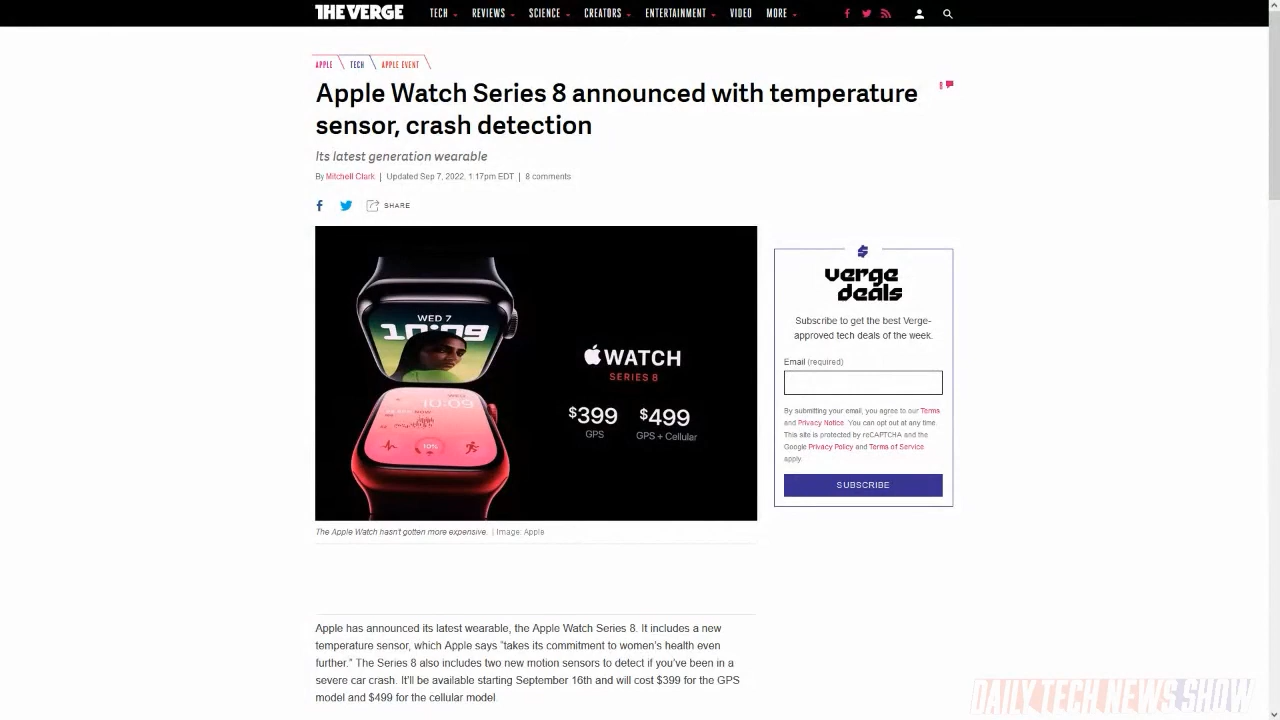 THE VERGE
TECH
REVIEWS
SCIENCE
CREATORS
ENTERTAINMENT
VIDEO
MORE
APPLE
TECH
APPLE EVENT
Apple Watch Series 8 announced with temperature
sensor, crash detection
8
Its latest generation wearable
By Mitchell Clark | Updated Sep 7, 2022, 1:17pm EDT | 8 comments
SHARE
WED 7
10:09
10:09
10%
WATCH
SERIES 8
$399
GPS
$499
GPS + Cellular
verge
deals
Subscribe to get the best Verge-
approved tech deals of the week.
Email (required)
By submitting your email, you agree to our Terms
and Privacy Notice. You can opt out at any time.
This site is protected by reCAPTCHA and the
Google Privacy Policy and Terms of Service
apply.
SUBSCRIBE
The Apple Watch hasn't gotten more expensive. | Image: Apple
Apple has announced its latest wearable, the Apple Watch Series 8. It includes a new
temperature sensor, which Apple says "takes its commitment to women's health even
further." The Series 8 also includes two new motion sensors to detect if you've been in a
severe car crash. It'll be available starting September 16th and will cost $399 for the GPS
model and $499 for the cellular model.
DAILY TECH NEWS SHOW